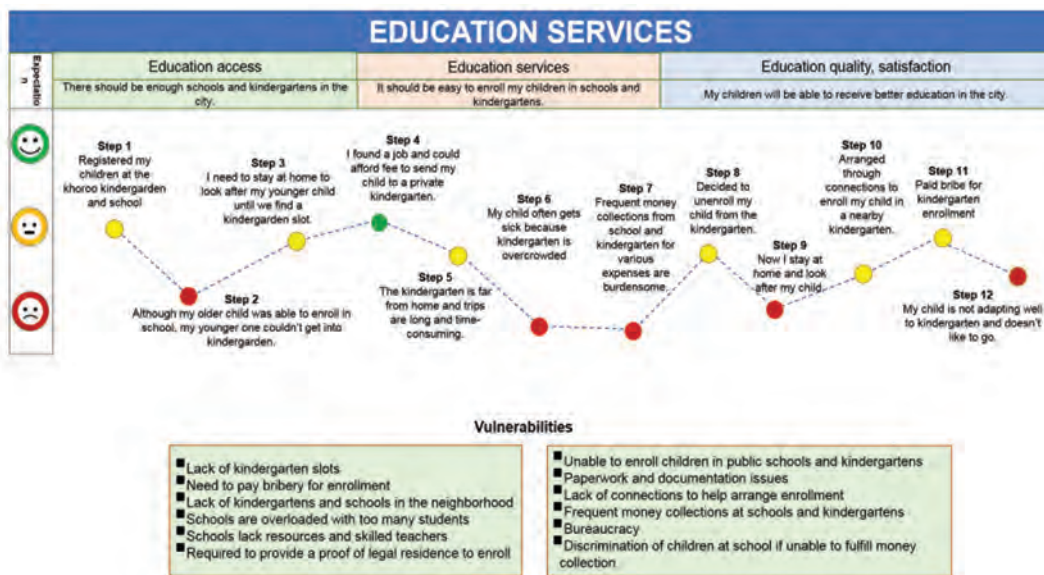 EDUCATION SERVICES
Expectatio
n
Education access
Education services
Education quality, satisfaction
There should be enough schools and kindergartens in the
city.
It should be easy to enroll my children in schools and
kindergartens.
My children will be able to receive better education in the city.
Step 1
Registered my
children at the
khoroo kindergarden
and school
Step 2
Although my older child was able to enroll in
school, my younger one couldn't get into
kindergarden.
Step 3
I need to stay at home to
look after my younger child
until we find a
kindergarden slot.
Step 4
I found a job and could
afford fee to send my
child to a private
kindergarten.
Step 5
The kindergarten is far
from home and trips
are long and time-
consuming.
Step 6
My child often gets
sick because
kindergarten is
overcrowded
Step 7
Frequent money
collections from
school and
kindergarten for
various
expenses are
burdensome.
Step 8
Decided to
unenroll my
child from the
kindergarten.
Step 9
Now I stay at
home and look
after my child.
Step 10
Arranged
through
connections to
enroll my child in
a nearby
kindergarten.
Step 11
Paid bribe for
kindergarten
enrollment
Step 12
My child is not adapting well
to kindergarten and doesn't
like to go.
Vulnerabilities
■Lack of kindergarten slots
■Need to pay bribery for enrollment
■Lack of kindergartens and schools in the neighborhood
■Schools are overloaded with too many students
■Schools lack resources and skilled teachers
■Required to provide a proof of legal residence to enroll
■Unable to enroll children in public schools and kindergartens
■Paperwork and documentation issues
■Lack of connections to help arrange enrollment
■Frequent money collections at schools and kindergartens
■Bureaucracy
■Discrimination of children at school if unable to fulfill money
collection